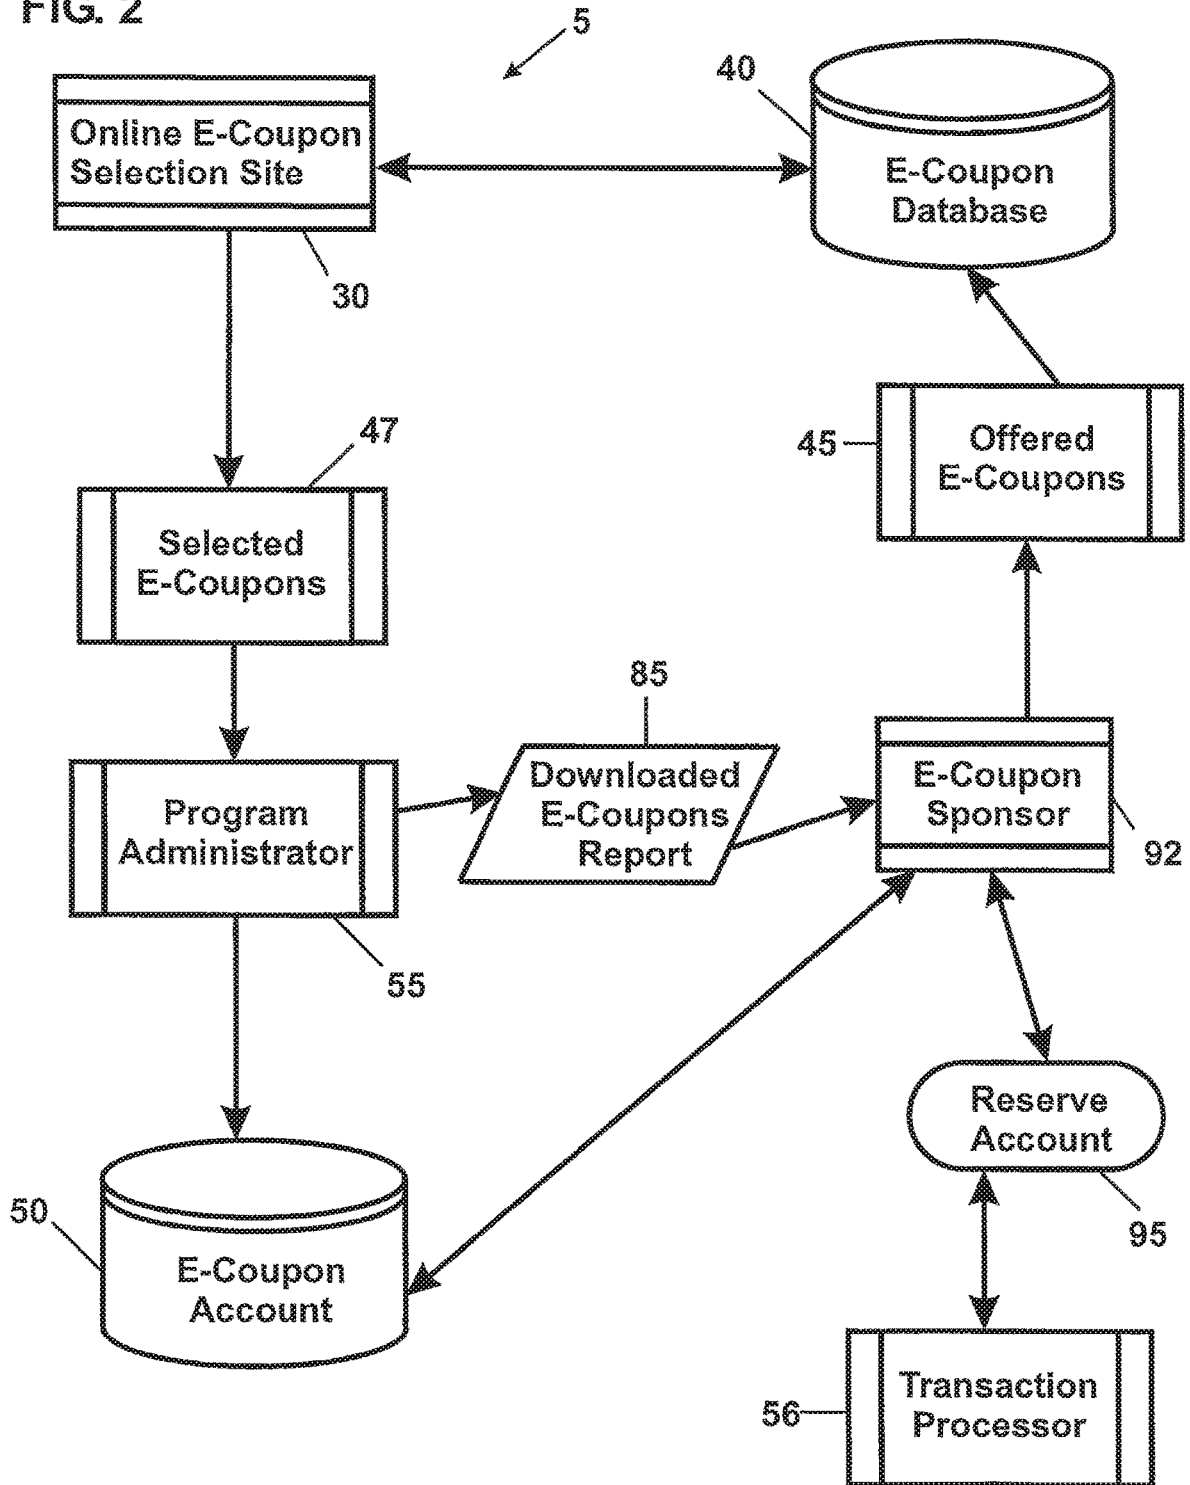 FIG. 2
5
40
Online E-Coupon
Selection Site
E-Coupon
Database
30
47
45
Offered
E-Coupons
Selected
E-Coupons
85
Downloaded
E-Coupons
Report
E-Coupon
Sponsor
92
Program
Administrator
55
Reserve
Account
95
50
E-Coupon
Account
56
Transaction
Processor